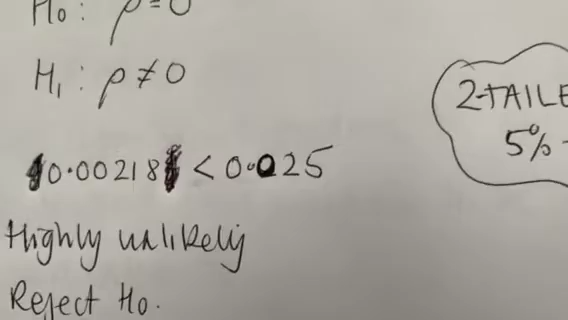 H₀: ρ=0
H₁: ρ≠0
2-TAILE
5%
0.00218 < 0.025
Highly unlikely
Reject H₀.